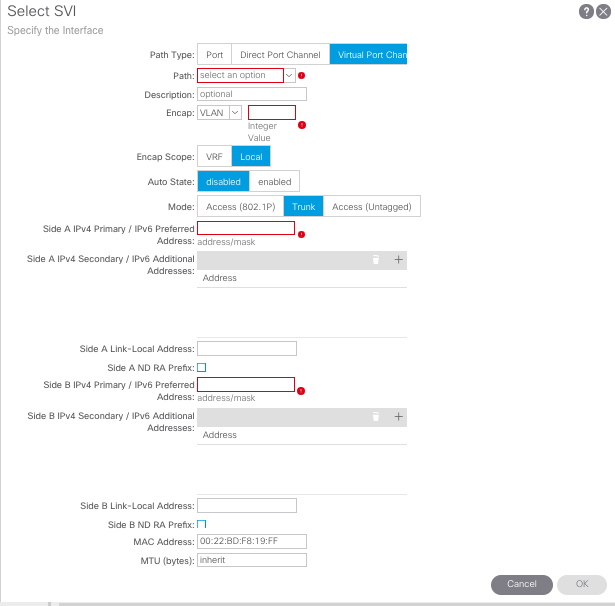 Select SVI
Specify the Interface
Path Type: Port Direct Port Channel Virtual Port Chan
Path: select an option
Description: optional
Encap: VLAN
Integer
Value
Encap Scope: VRF Local
Auto State: disabled enabled
Mode: Access (802.1P) Trunk Access (Untagged)
Side A IPv4 Primary / IPv6 Preferred
Address: address/mask
Side A IPv4 Secondary / IPv6 Additional
Addresses:
Address
Side A Link-Local Address:
Side A ND RA Prefix:
Side B IPv4 Primary / IPv6 Preferred
Address: address/mask
Side B IPv4 Secondary / IPv6 Additional
Addresses:
Address
Side B Link-Local Address:
Side B ND RA Prefix:
MAC Address: 00:22:BD:F8:19:FF
MTU (bytes): inherit
Cancel OK